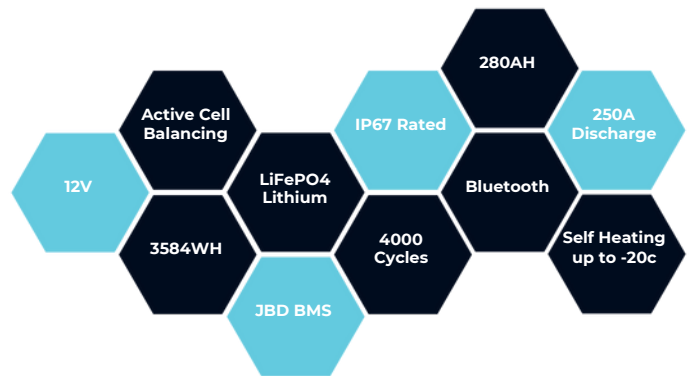 280AH
Active Cell
Balancing
IP67 Rated
250A
Discharge
12V
LiFePO4
Lithium
Bluetooth
3584WH
4000
Cycles
Self Heating
up to -20c
JBD BMS